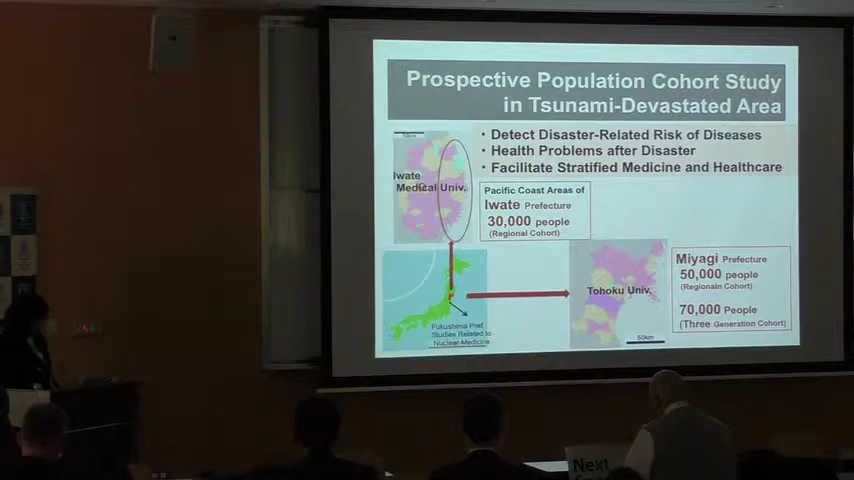 Prospective Population Cohort Study
in Tsunami-Devastated Area
• Detect Disaster-Related Risk of Diseases
• Health Problems after Disaster
• Facilitate Stratified Medicine and Healthcare
Iwate
Medical Univ.
Pacific Coast Areas of
Iwate Prefecture
30,000 people
(Regional Cohort)
Tohoku Univ.
50km
Miyagi Prefecture
50,000 people
(Regionaln Cohort)
70,000 People
(Three Generation Cohort)
Fukushima Pref
Studies Related to
Nuclear Medicine
Next